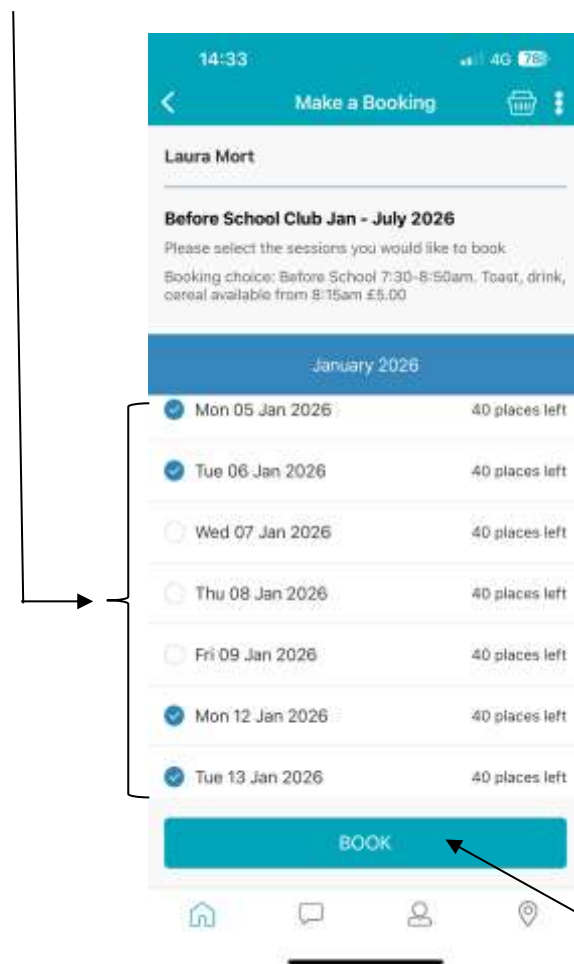 14:33 4G 78
Make a Booking
Laura Mort
Before School Club Jan - July 2026
Please select the sessions you would like to book
Booking choice: Before School 7:30-8:50am. Toast, drink,
cereal available from 8:15am £5.00
January 2026
Mon 05 Jan 2026 40 places left
Tue 06 Jan 2026 40 places left
Wed 07 Jan 2026 40 places left
Thu 08 Jan 2026 40 places left
Fri 09 Jan 2026 40 places left
Mon 12 Jan 2026 40 places left
Tue 13 Jan 2026 40 places left
BOOK